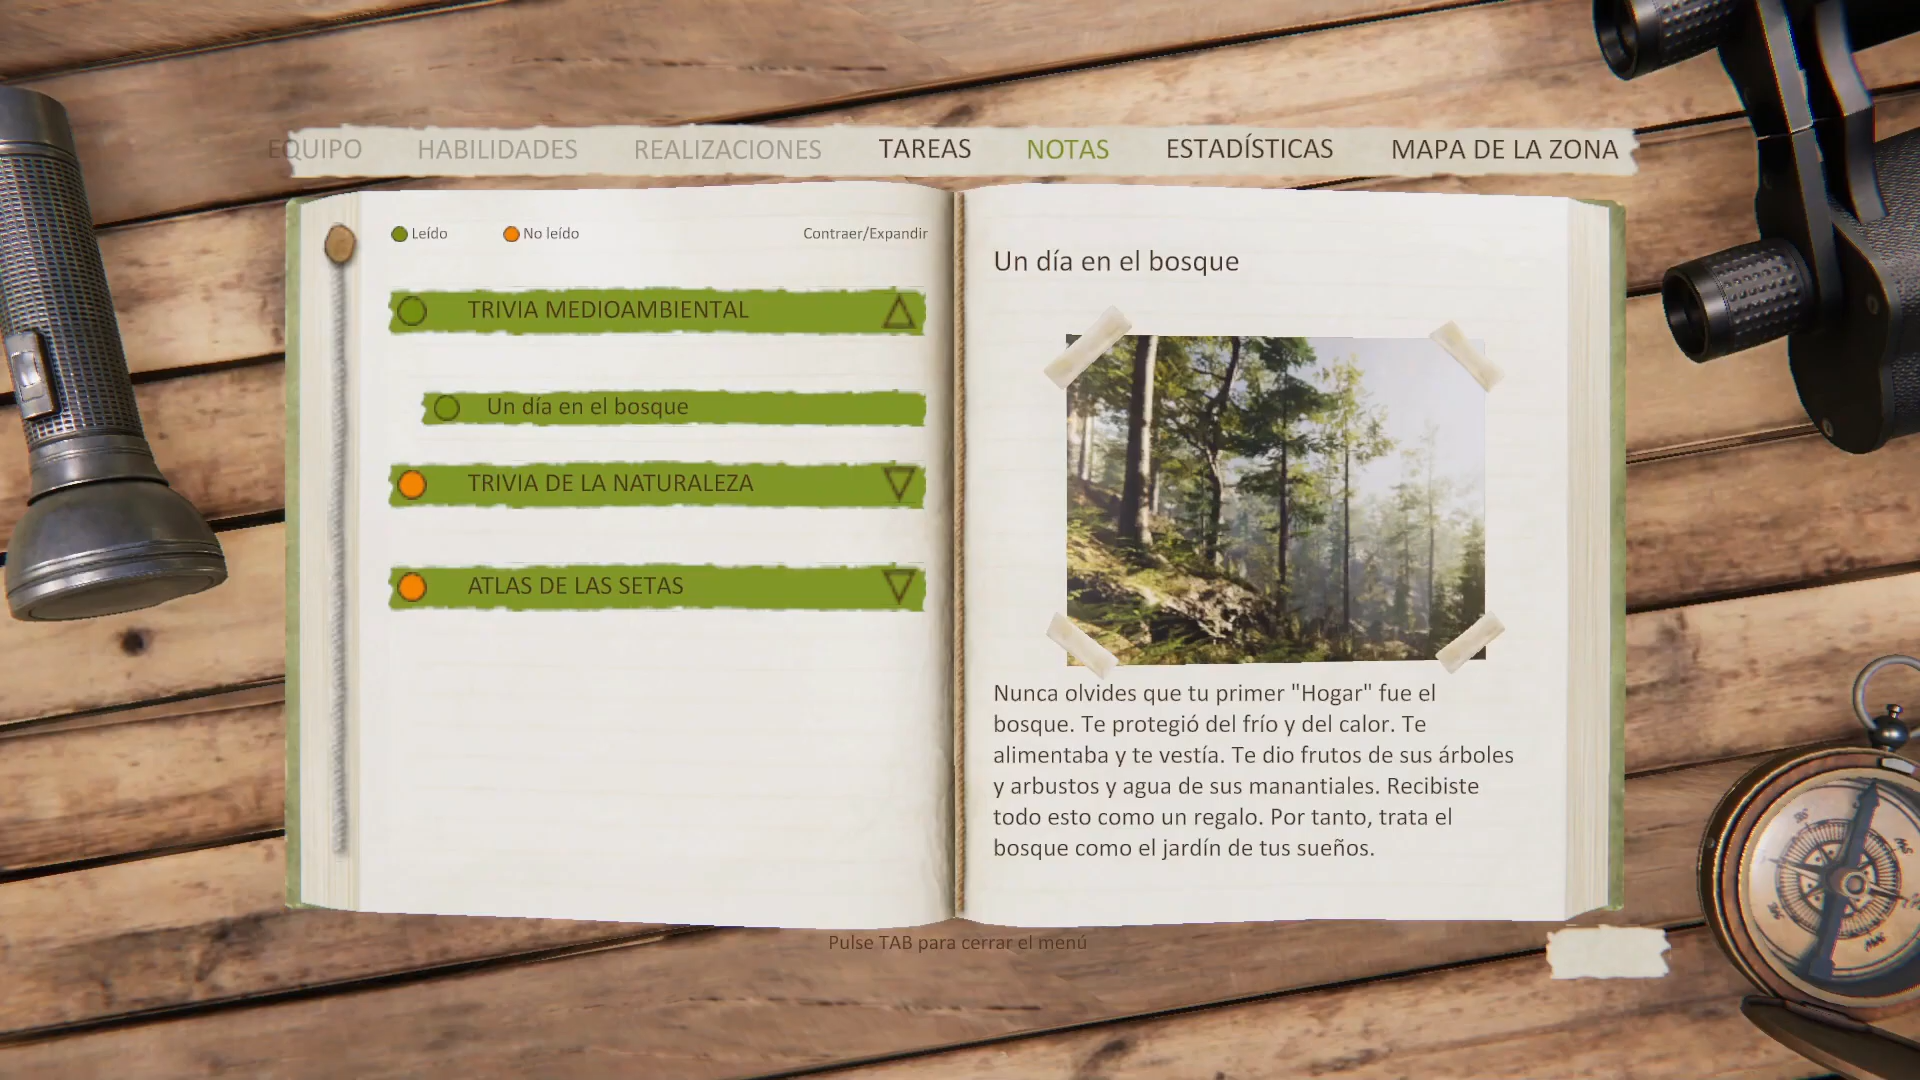 EQUIPO HABILIDADES REALIZACIONES TAREAS NOTAS ESTADÍSTICAS MAPA DE LA ZONA
Leído No leído Contraer/Expandir
TRIVIA MEDIOAMBIENTAL
Un día en el bosque
TRIVIA DE LA NATURALEZA
ATLAS DE LAS SETAS
Un día en el bosque
Nunca olvides que tu primer "Hogar" fue el
bosque. Te protegió del frío y del calor. Te
alimentaba y te vestía. Te dio frutos de sus árboles
y arbustos y agua de sus manantiales. Recibiste
todo esto como un regalo. Por tanto, trata el
bosque como el jardín de tus sueños.
Pulse TAB para cerrar el menú